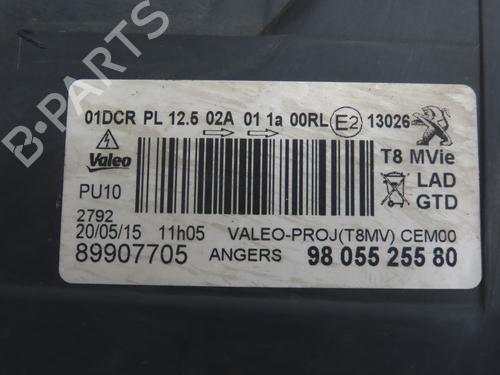 B-PARTS
01DCR PL 12.5 02A 01 1a 00RL E2 13026
Valeo
T8 MVie
PU10
LAD
GTD
2792
20/05/15 11h05 VALEO-PROJ(T8MV) CEM00
89907705 ANGERS 98 055 255 80